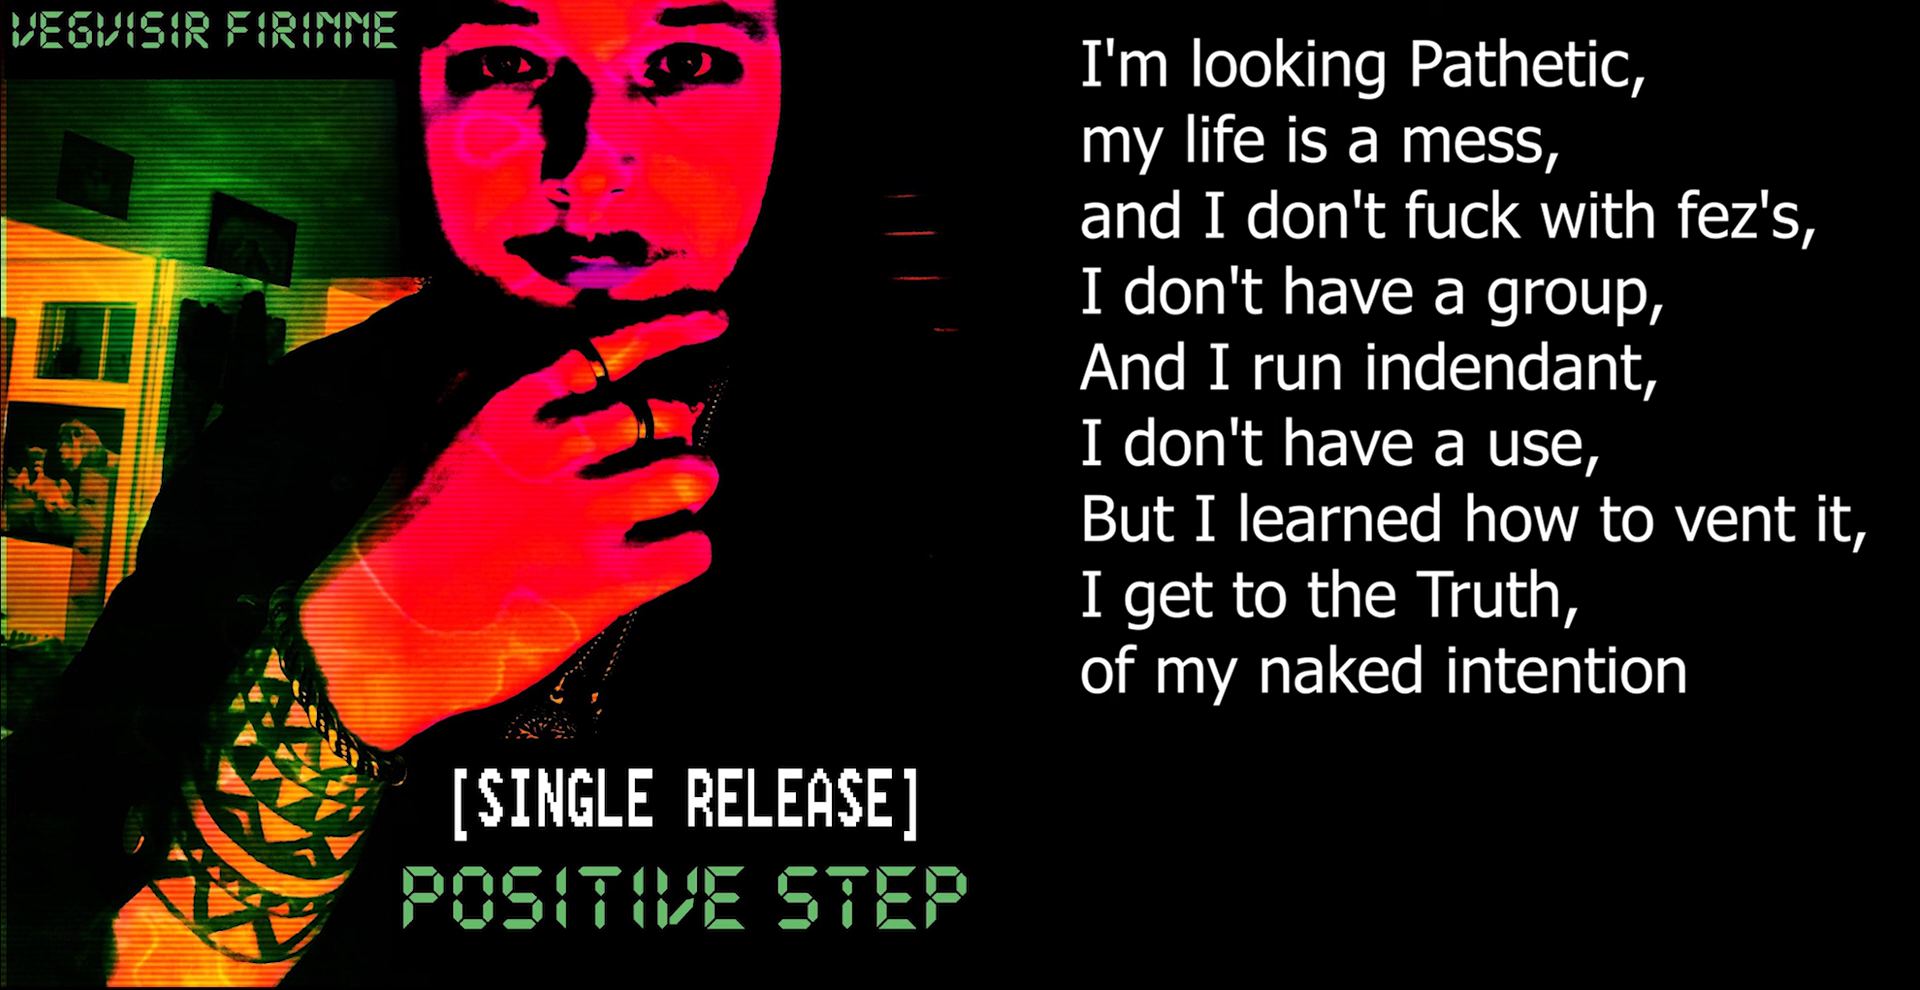 VEGVISIR FIRINNE
I'm looking Pathetic,
my life is a mess,
and I don't fuck with fez's,
I don't have a group,
And I run indendant,
I don't have a use,
But I learned how to vent it,
I get to the Truth,
of my naked intention
[SINGLE RELEASE]
POSITIVE STEP